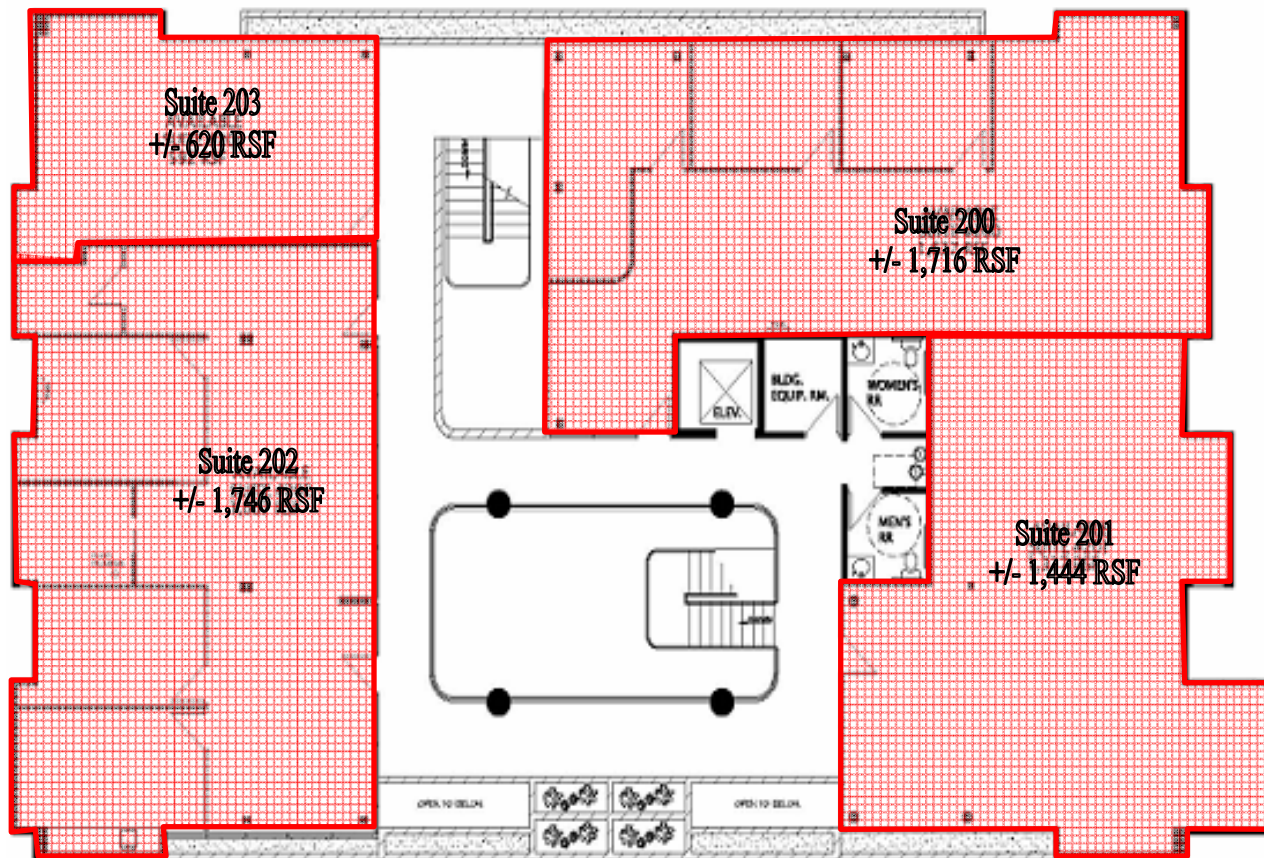 Suite 203
+/- 620 RSF
Suite 200
+/- 1,716 RSF
ELEV.
BLDG.
EQUIP. RM.
WOMEN'S
RR
Suite 202
+/- 1,746 RSF
MEN'S
RR
Suite 201
+/- 1,444 RSF
DOWN
OPEN TO BELOW
OPEN TO BELOW